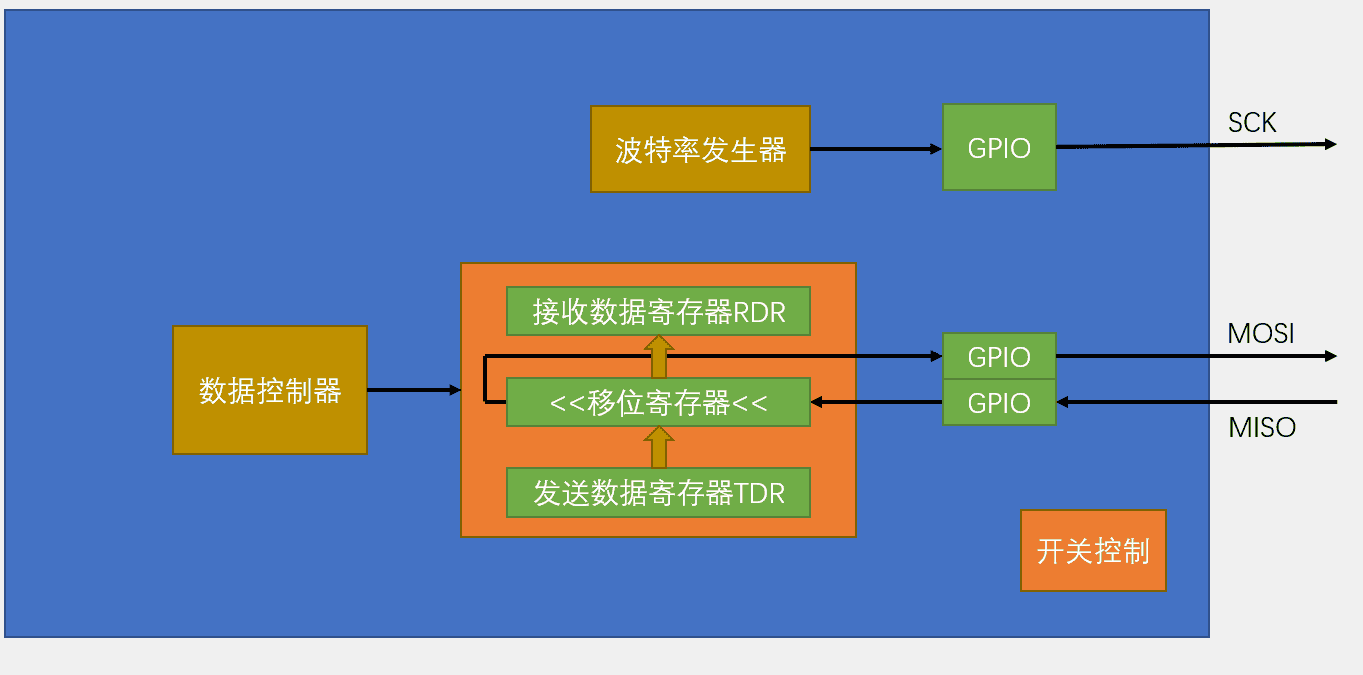 SCK
波特率发生器
GPIO
接收数据寄存器RDR
MOSI
GPIO
数据控制器
<<移位寄存器<<
GPIO
MISO
发送数据寄存器TDR
开关控制